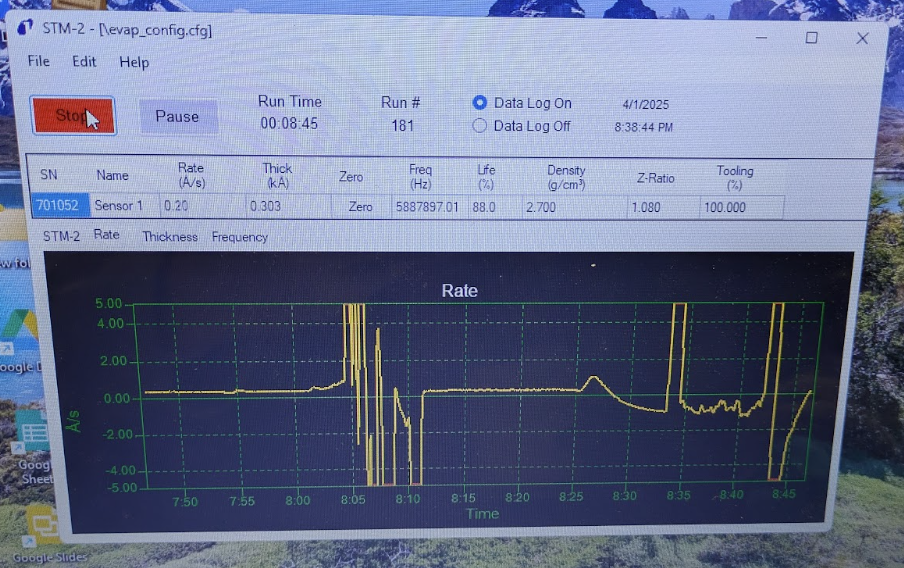 STM-2 - [\evap_config.cfg]
File Edit Help
Stop
Pause
Run Time
00:08:45
Run #
181
Data Log On
Data Log Off
4/1/2025
8:38:44 PM
SN Name Rate (A/s) Thick (kA) Zero Freq (Hz) Life (%) Density (g/cm³) Z-Ratio Tooling (%)
701052 Sensor 1 0.20 0.303 Zero 5887897.01 88.0 2.700 1.080 100.000
STM-2 Rate Thickness Frequency
Rate
5.00
4.00
2.00
0.00
-2.00
-4.00
-5.00
A/s
7:50 7:55 8:00 8:05 8:10 8:15 8:20 8:25 8:30 8:35 8:40 8:45
Time
Sheet
Google Slides